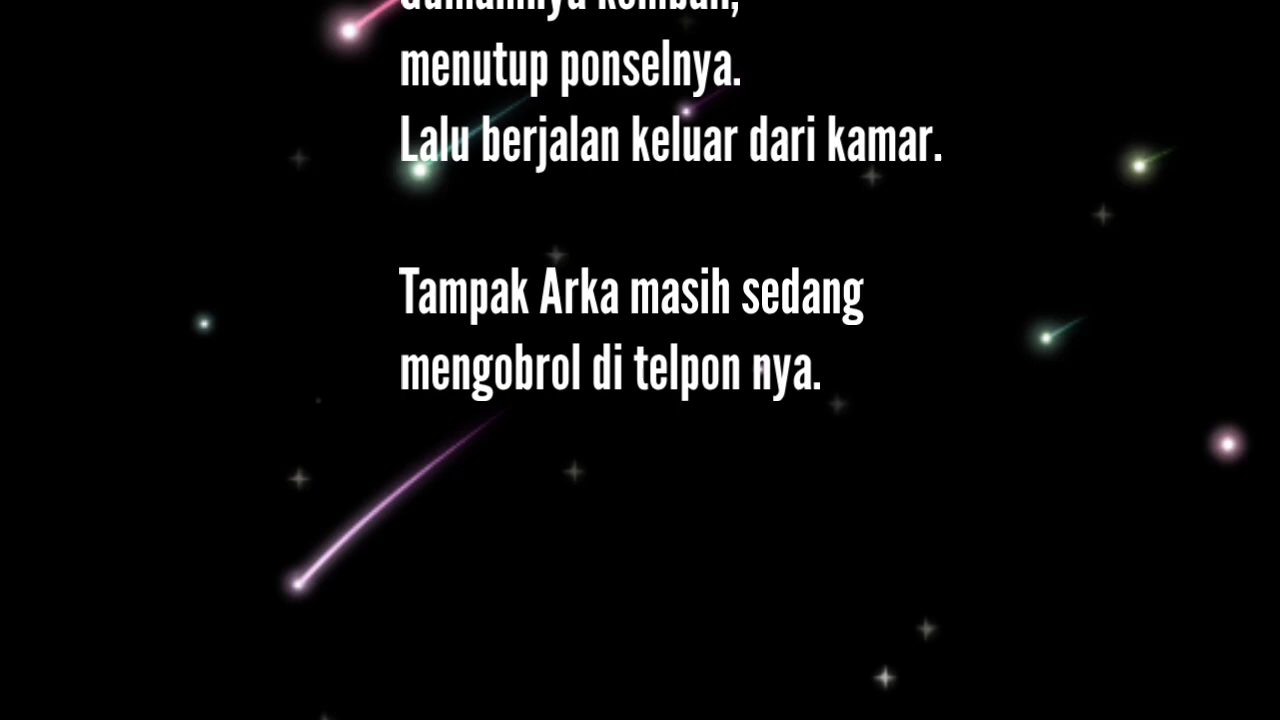 menutup ponselnya.
Lalu berjalan keluar dari kamar.
Tampak Arka masih sedang
mengobrol di telpon nya.